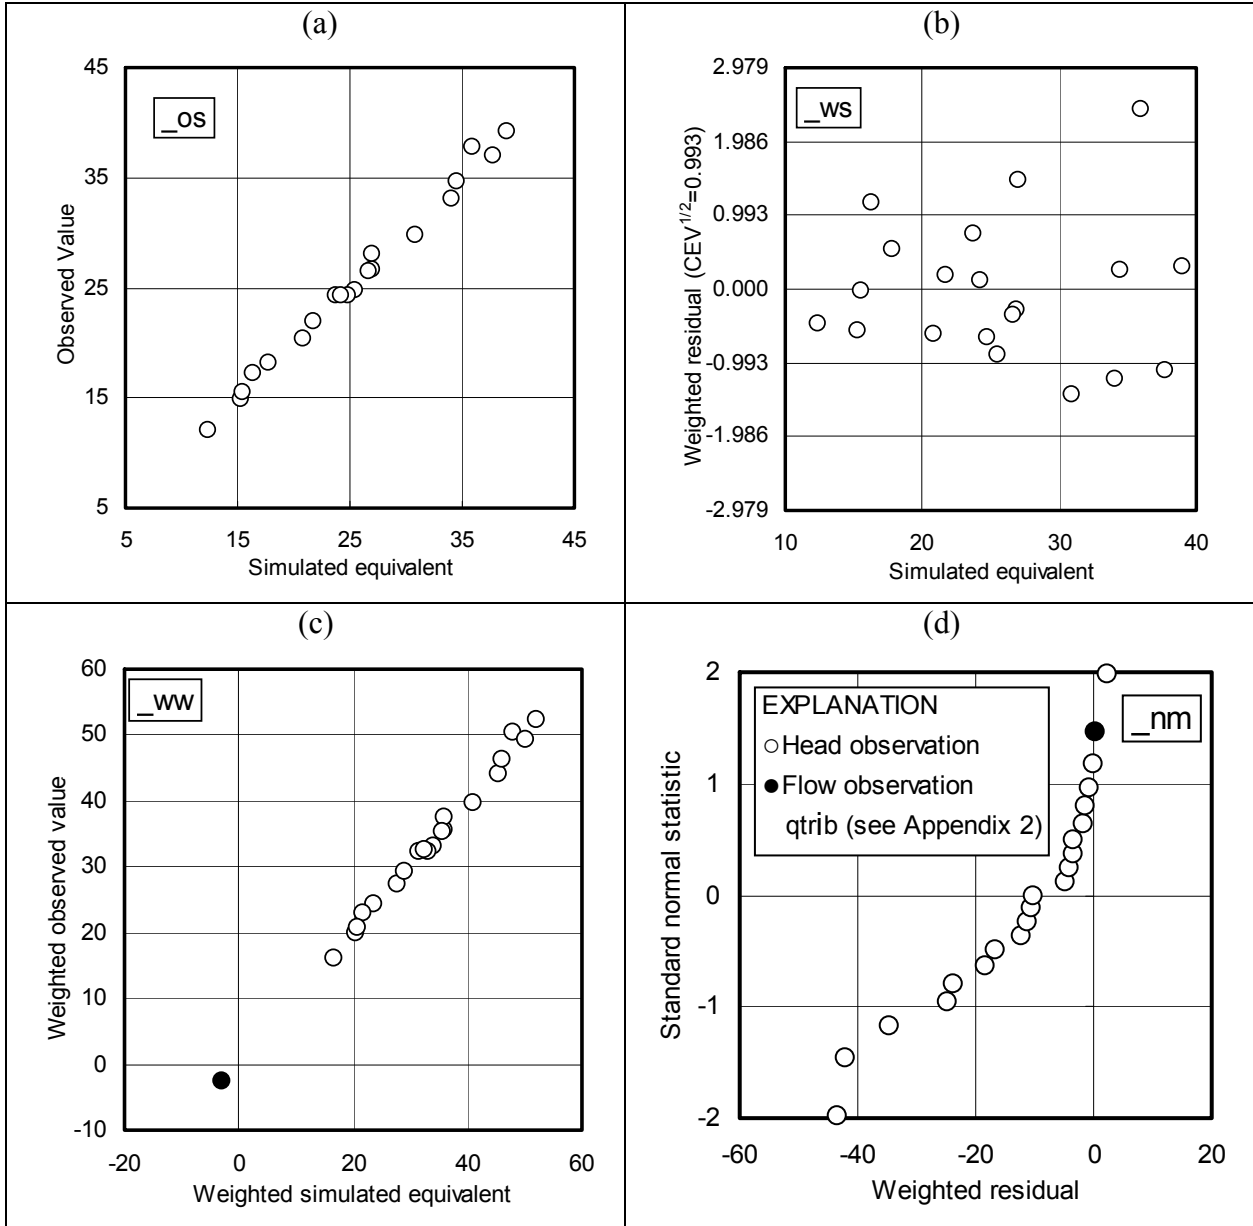 (a)
45
35
25
15
5
_os
Observed Value
5 15 25 35 45
Simulated equivalent
(b)
2.979
1.986
0.993
0.000
-0.993
-1.986
-2.979
_ws
Weighted residual (CEV1/2=0.993)
10 20 30 40
Simulated equivalent
(c)
60
50
40
30
20
10
0
-10
_ww
Weighted observed value
-20 0 20 40 60
Weighted simulated equivalent
(d)
2
1
0
-1
-2
EXPLANATION
Head observation
Flow observation
qtrib (see Appendix 2)
_nm
Standard normal statistic
-60 -40 -20 0 20
Weighted residual